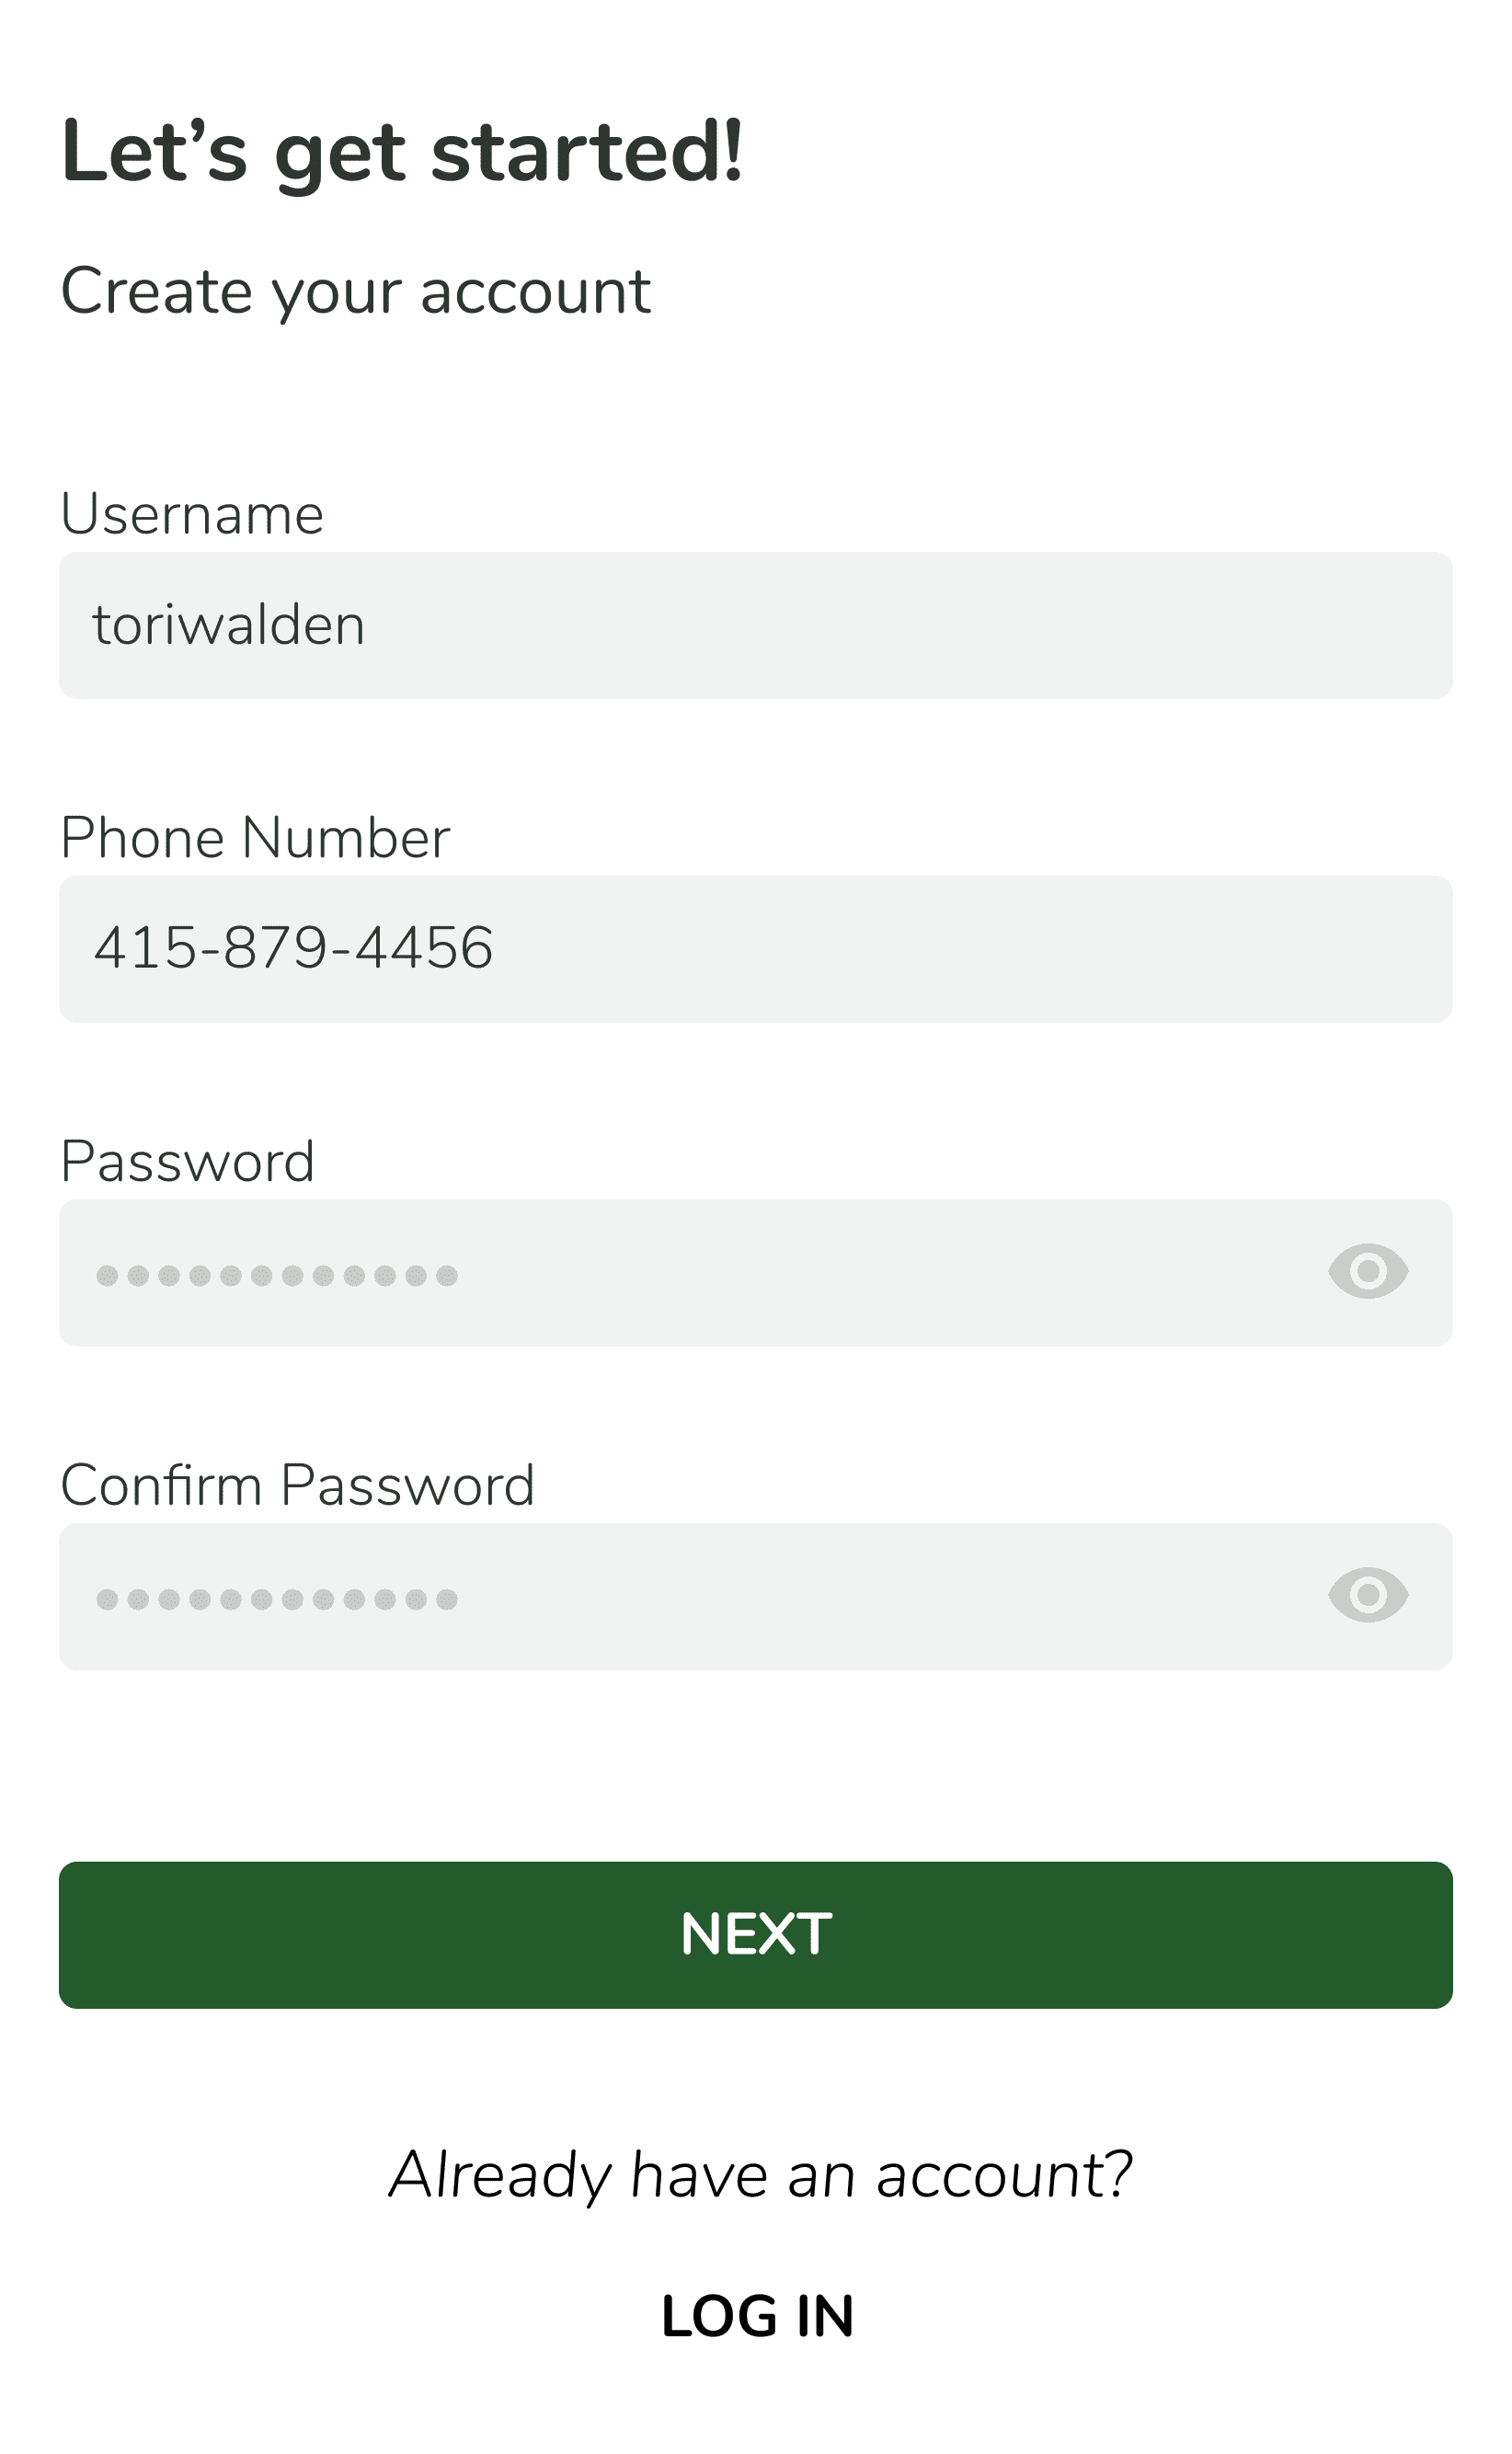 Let’s get started!
Create your account
Username
toriwalden
Phone Number
415-879-4456
Password
●●●●●●●●●●●●
Confirm Password
●●●●●●●●●●●●
NEXT
Already have an account?
LOG IN